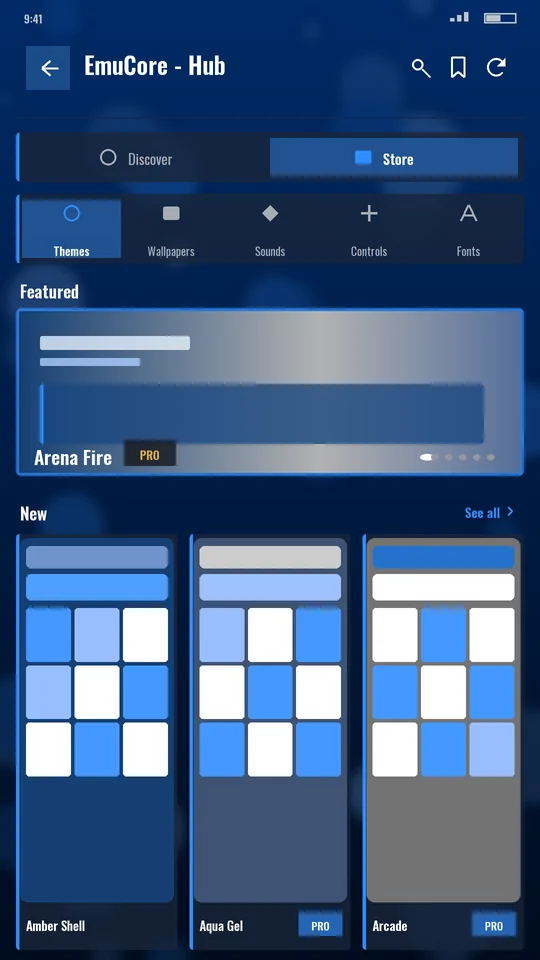 9:41
EmuCore - Hub
Discover
Store
Themes
Wallpapers
Sounds
Controls
Fonts
Featured
Arena Fire
PRO
New
See all
Amber Shell
Aqua Gel
PRO
Arcade
PRO